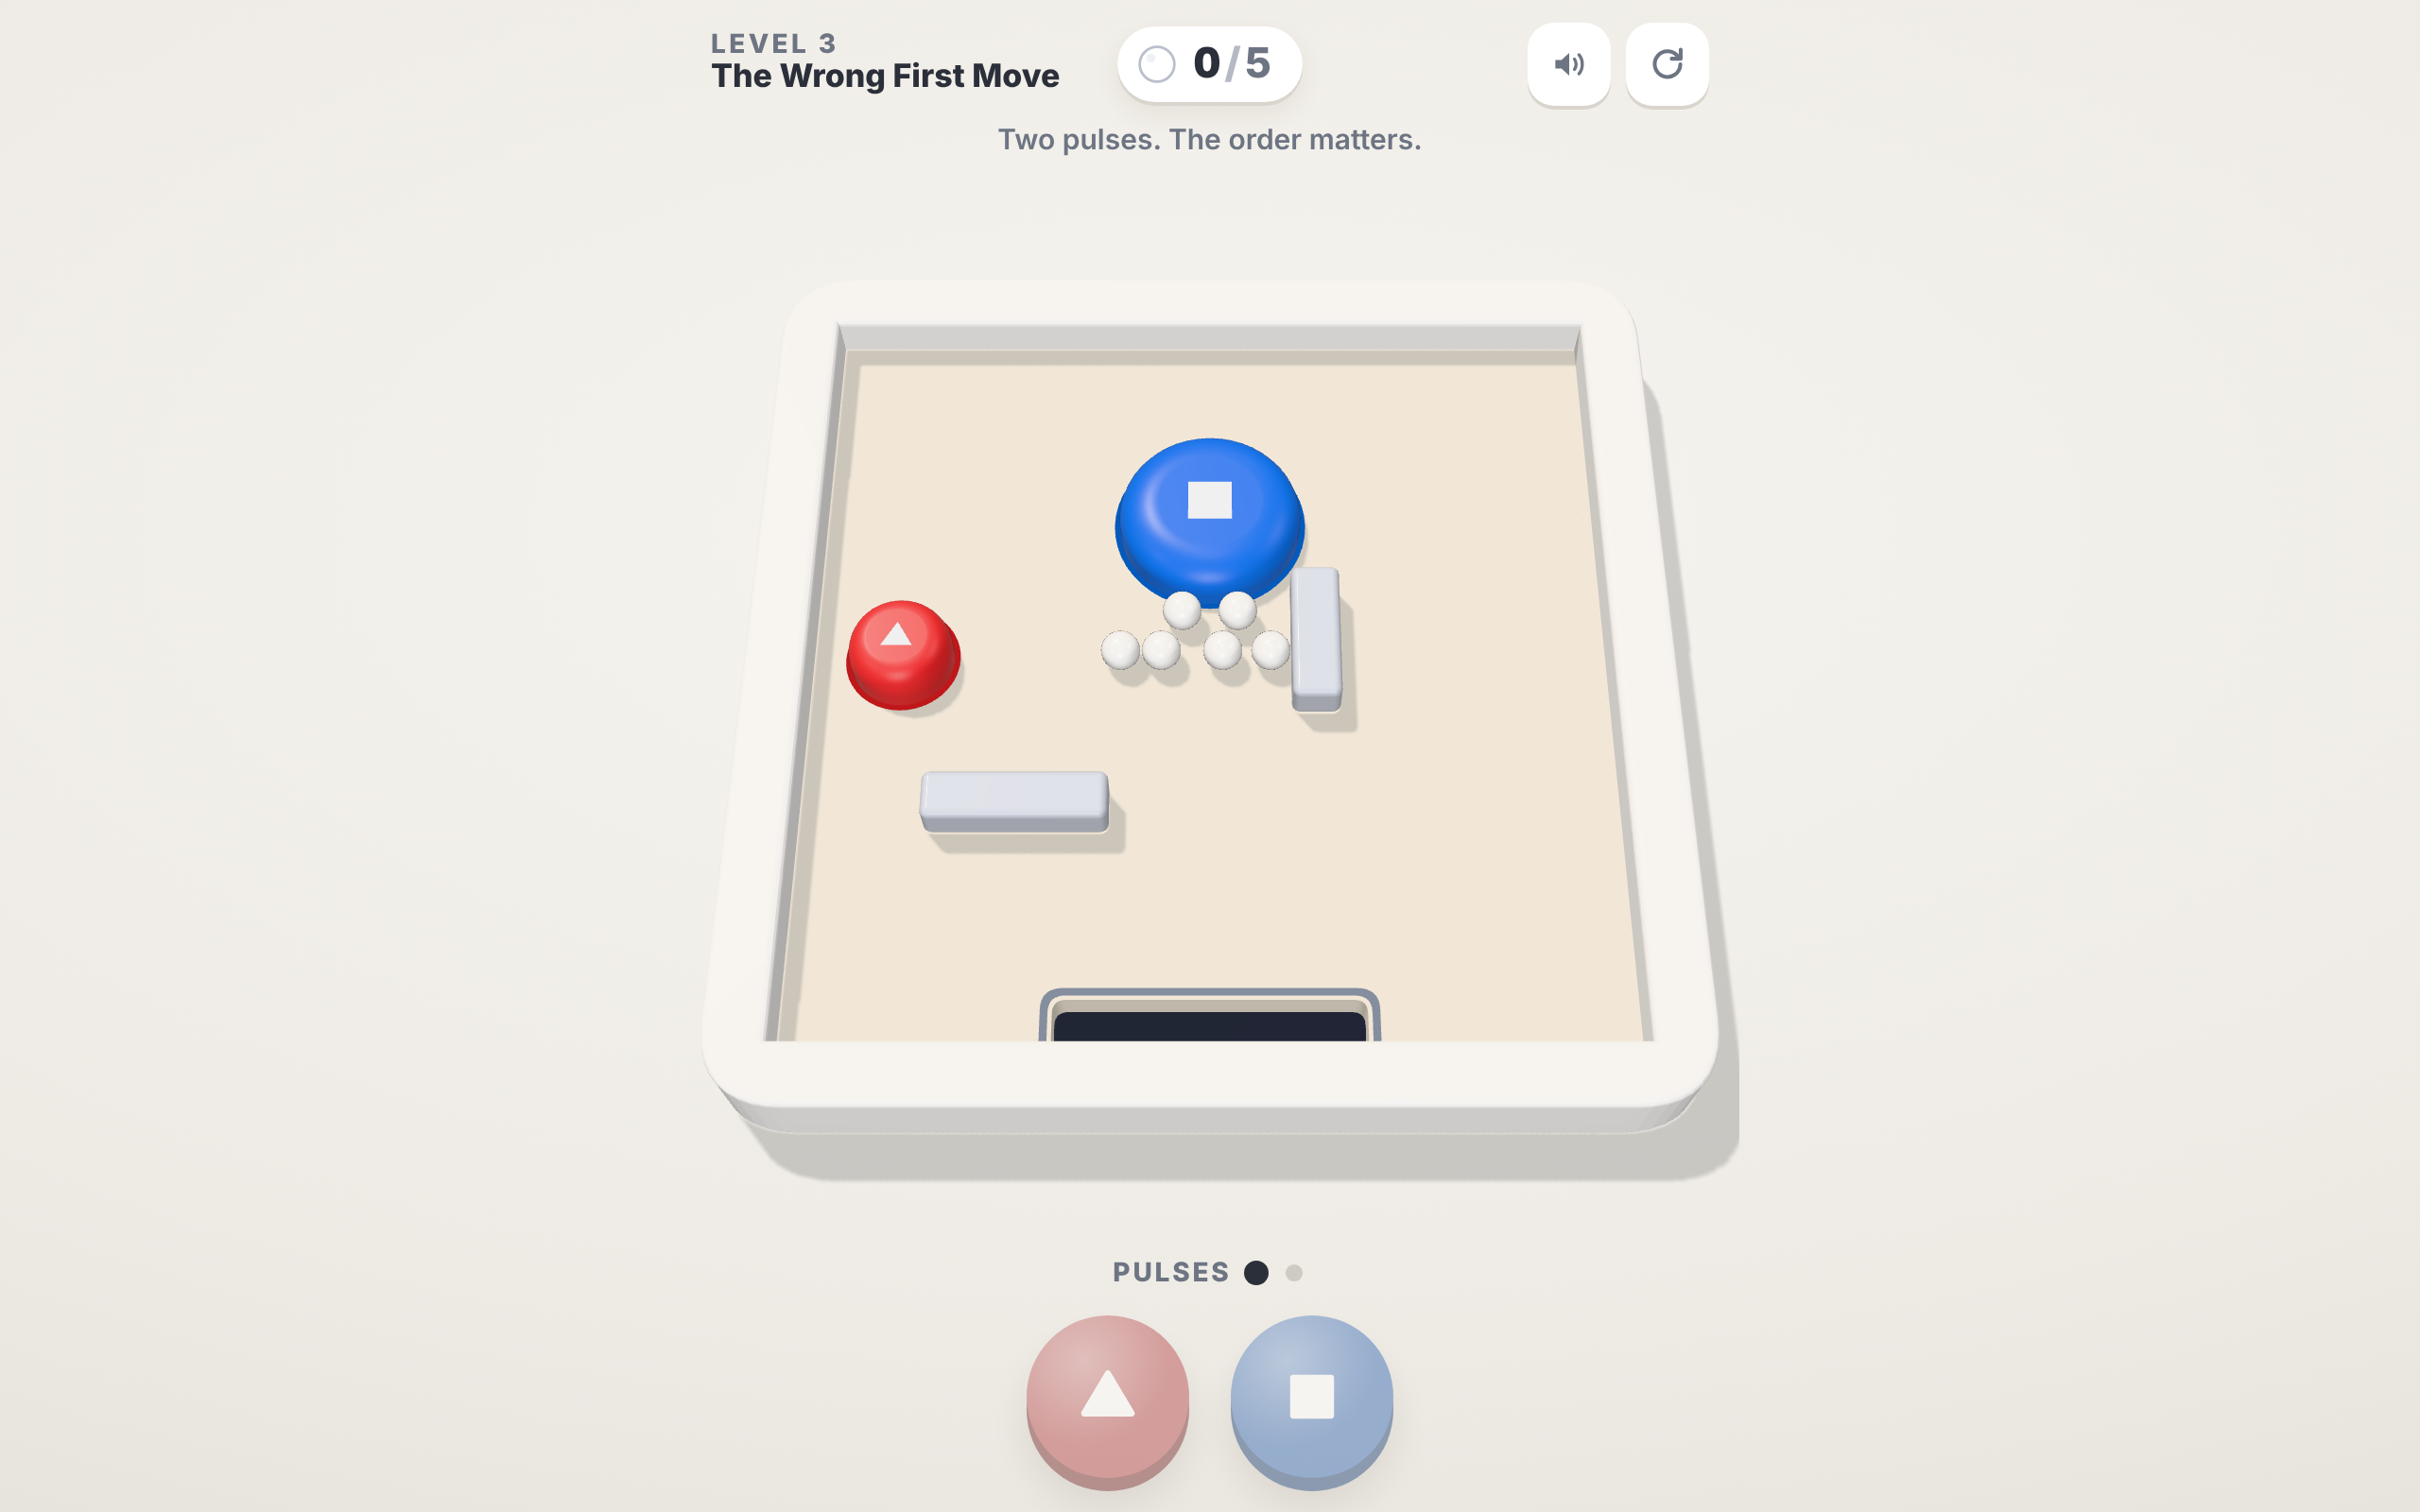 LEVEL 3
The Wrong First Move
0/5
Two pulses. The order matters.
PULSES